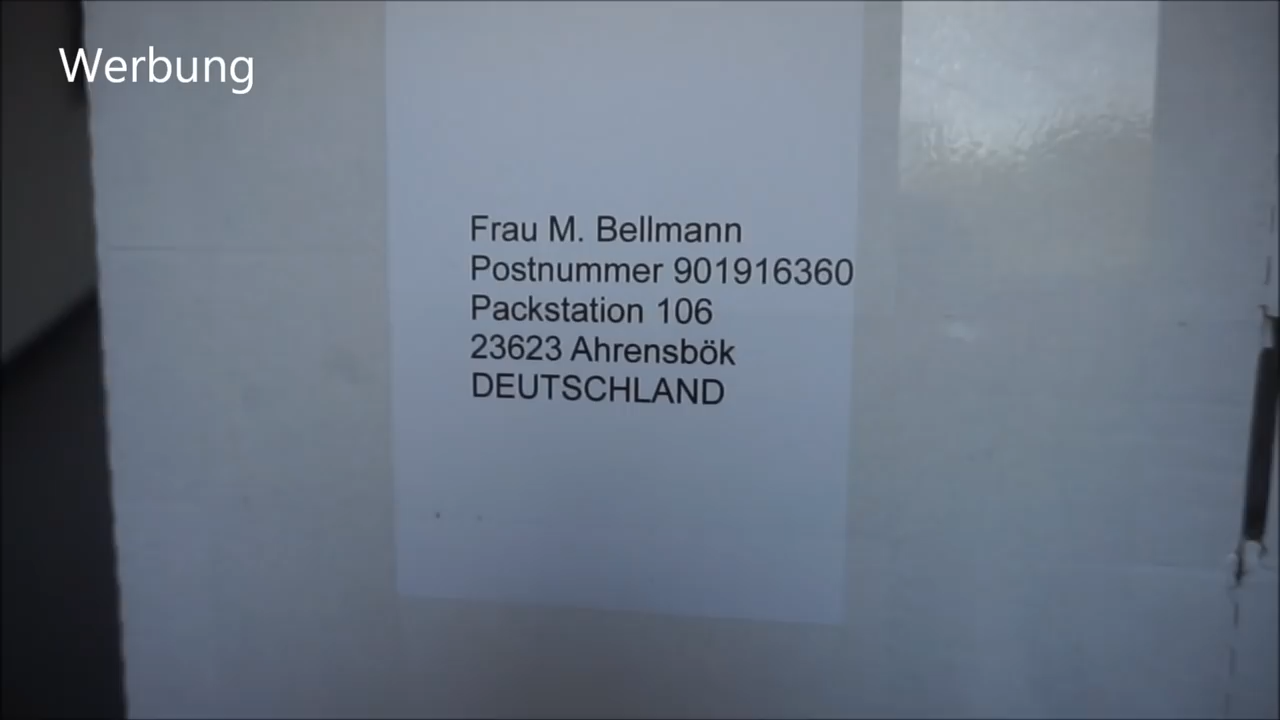 Werbung
Frau M. Bellmann
Postnummer 901916360
Packstation 106
23623 Ahrensbök
DEUTSCHLAND